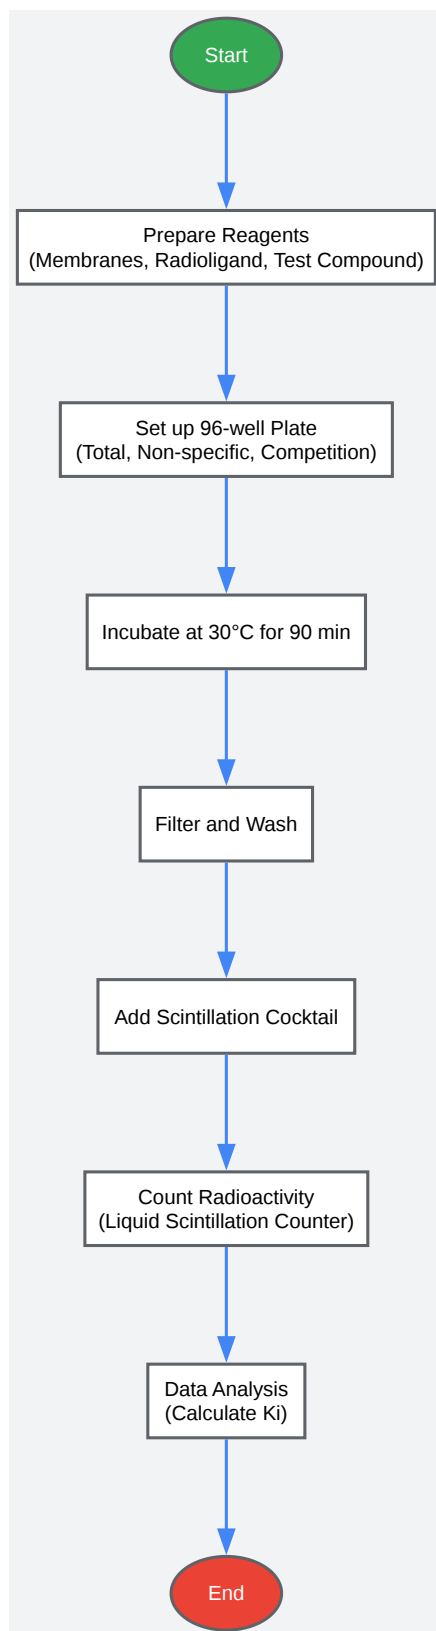 Start
Prepare Reagents
(Membranes, Radioligand, Test Compound)
Set up 96-well Plate
(Total, Non-specific, Competition)
Incubate at 30°C for 90 min
Filter and Wash
Add Scintillation Cocktail
Count Radioactivity
(Liquid Scintillation Counter)
Data Analysis
(Calculate Ki)
End